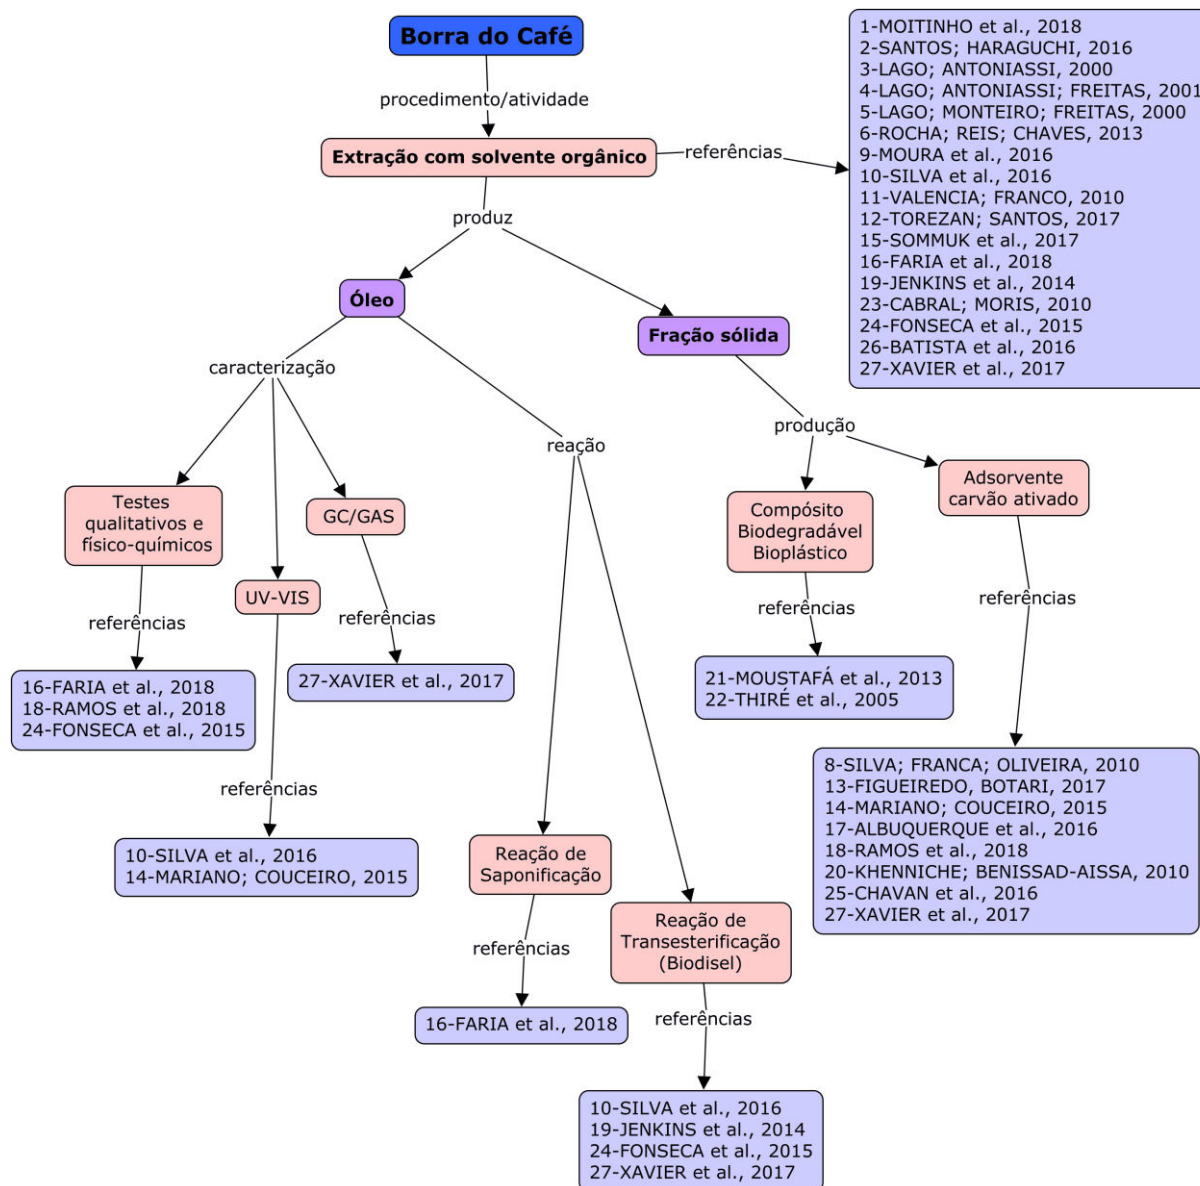 Borra do Café
procedimento/atividade
Extração com solvente orgânico
referências
1-MOITINHO et al., 2018
2-SANTOS; HARAGUCHI, 2016
3-LAGO; ANTONIASSI, 2000
4-LAGO; ANTONIASSI; FREITAS, 2001
5-LAGO; MONTEIRO; FREITAS, 2000
6-ROCHA; REIS; CHAVES, 2013
9-MOURA et al., 2016
10-SILVA et al., 2016
11-VALENCIA; FRANCO, 2010
12-TOREZAN; SANTOS, 2017
15-SOMMUK et al., 2017
16-FARIA et al., 2018
19-JENKINS et al., 2014
23-CABRAL; MORIS, 2010
24-FONSECA et al., 2015
26-BATISTA et al., 2016
27-XAVIER et al., 2017
produz
Óleo
Fração sólida
caracterização
reação
produção
Testes
qualitativos e
físico-químicos
referências
16-FARIA et al., 2018
18-RAMOS et al., 2018
24-FONSECA et al., 2015
UV-VIS
referências
10-SILVA et al., 2016
14-MARIANO; COUCEIRO, 2015
GC/GAS
referências
27-XAVIER et al., 2017
Reação de
Saponificação
referências
16-FARIA et al., 2018
Reação de
Transesterificação
(Biodisel)
referências
10-SILVA et al., 2016
19-JENKINS et al., 2014
24-FONSECA et al., 2015
27-XAVIER et al., 2017
Compósito
Biodegradável
Bioplástico
referências
21-MOUSTAFÁ et al., 2013
22-THIRÉ et al., 2005
Adsorvente
carvão ativado
referências
8-SILVA; FRANCA; OLIVEIRA, 2010
13-FIGUEIREDO, BOTARI, 2017
14-MARIANO; COUCEIRO, 2015
17-ALBUQUERQUE et al., 2016
18-RAMOS et al., 2018
20-KHENNICHE; BENISSAD-AISSA, 2010
25-CHAVAN et al., 2016
27-XAVIER et al., 2017